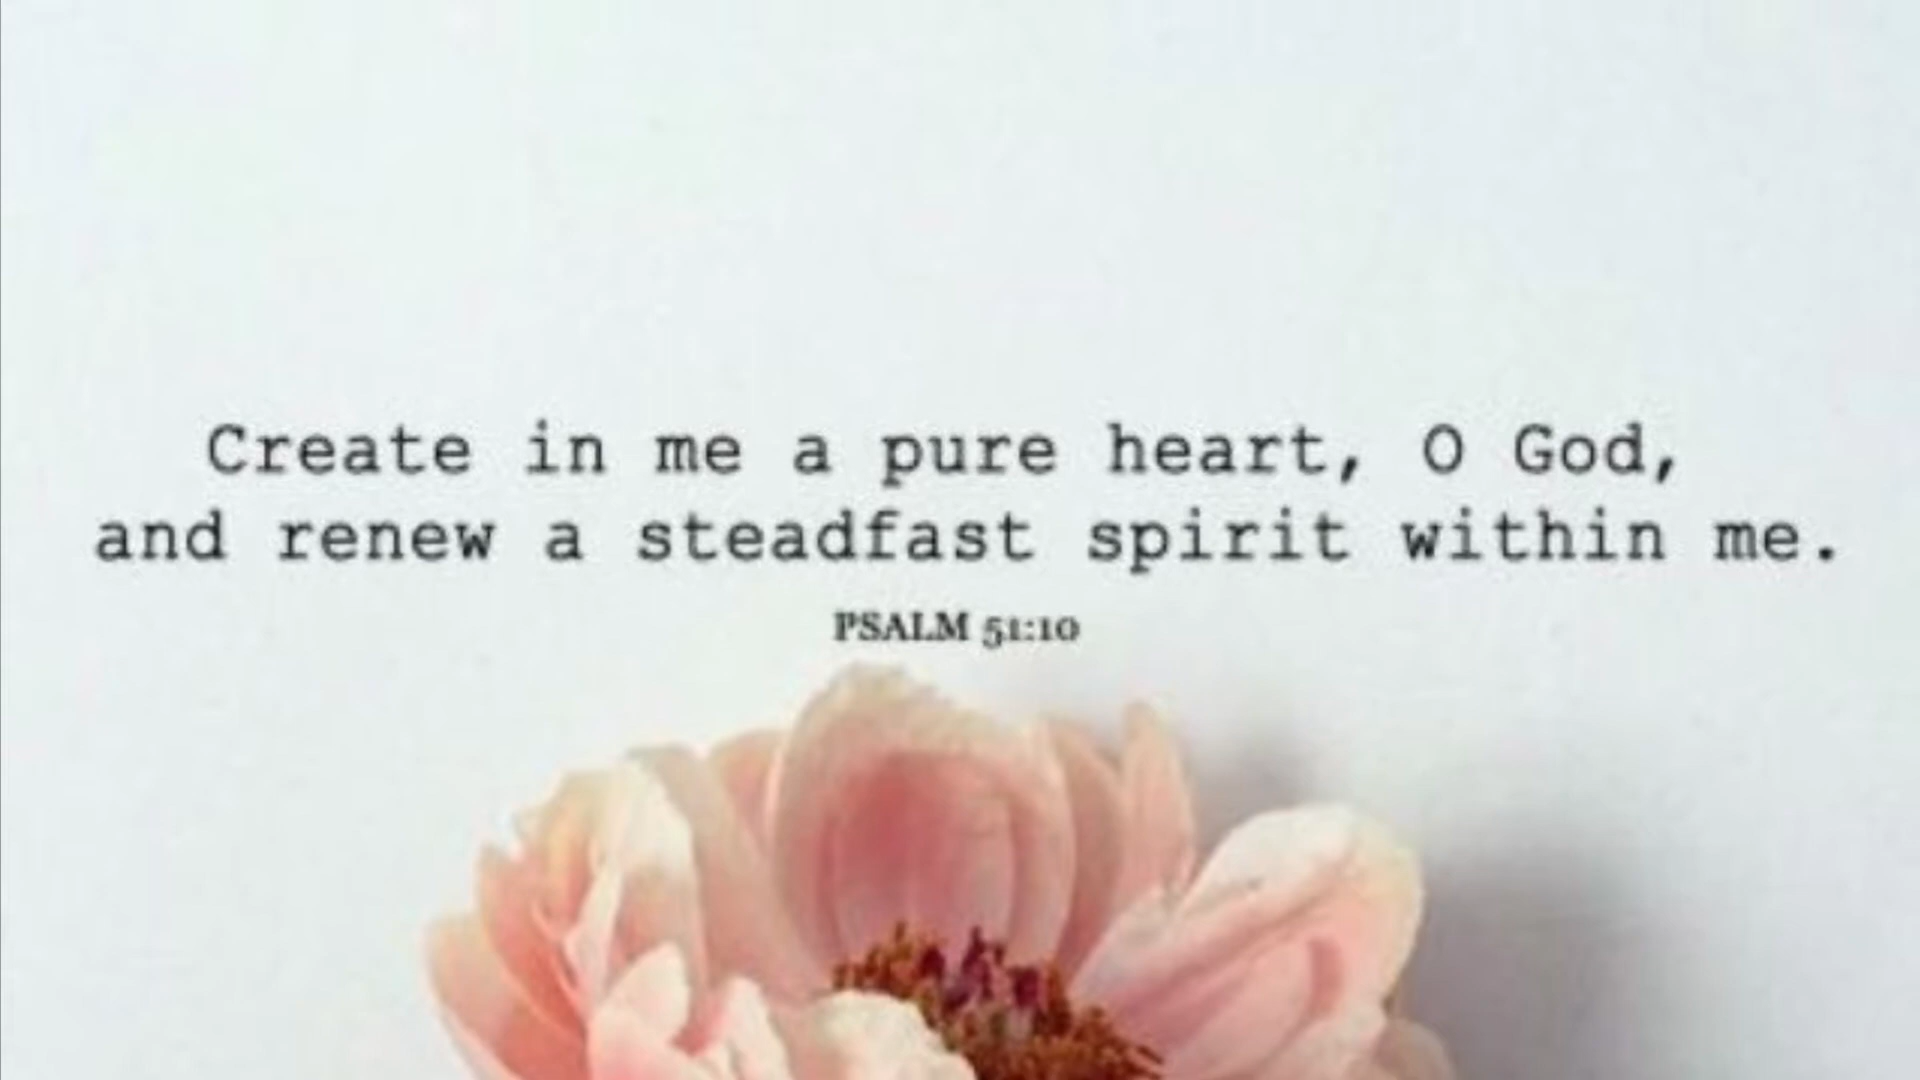 Create in me a pure heart, O God,
and renew a steadfast spirit within me.
PSALM 51:10